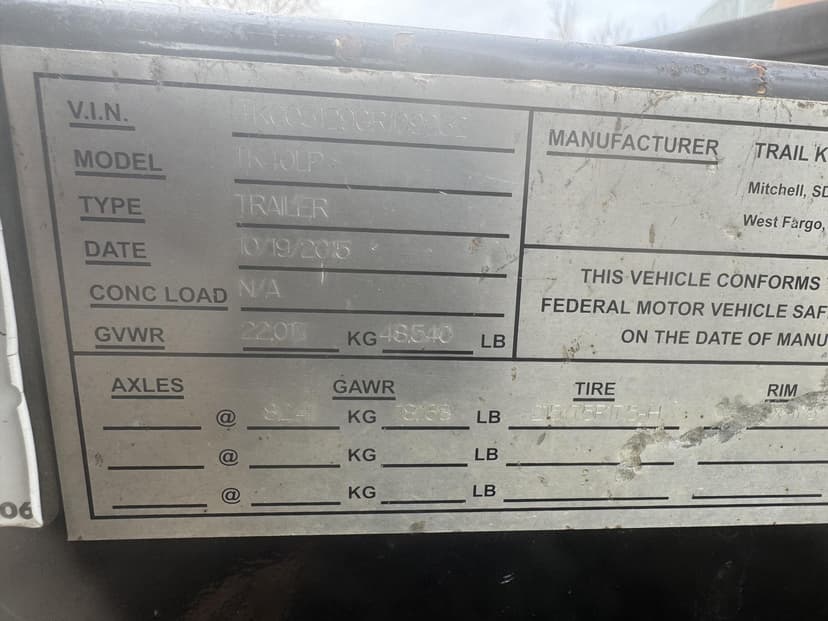 V.I.N.
MODEL TK40LP
TYPE TRAILER
DATE 10/19/2015
CONC LOAD N/A
GVWR KG 48,540 LB
MANUFACTURER TRAIL K
Mitchell, SD
West Fargo,
THIS VEHICLE CONFORMS
FEDERAL MOTOR VEHICLE SAF
ON THE DATE OF MANU
AXLES GAWR TIRE RIM
@ KG LB
@ KG LB
@ KG LB
06